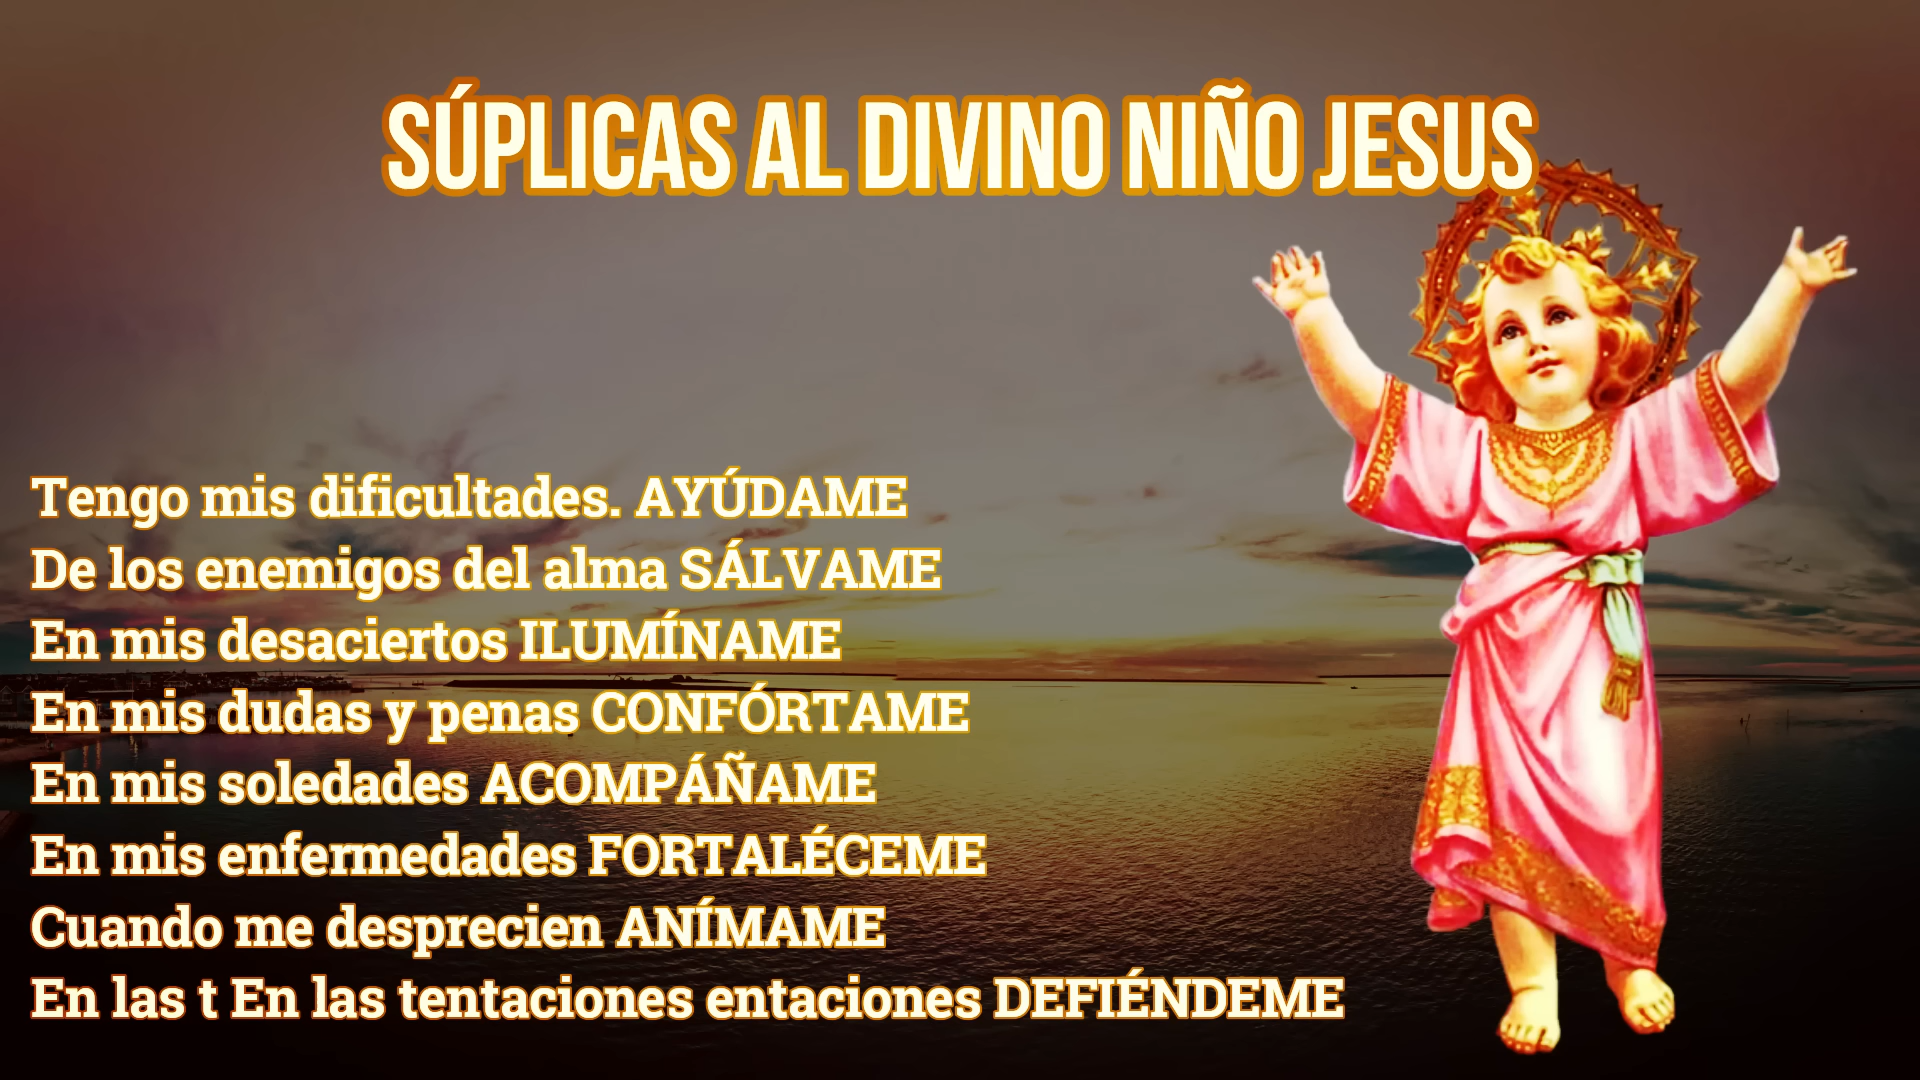 SÚPLICAS AL DIVINO NIÑO JESUS
Tengo mis dificultades. AYÚDAME
De los enemigos del alma SÁLVAME
En mis desaciertos ILUMÍNAME
En mis dudas y penas CONFÓRTAME
En mis soledades ACOMPÁÑAME
En mis enfermedades FORTALÉCEME
Cuando me desprecien ANÍMAME
En las t En las tentaciones entaciones DEFIÉNDEME